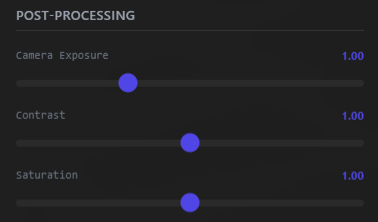 POST-PROCESSING
Camera Exposure 1.00
Contrast 1.00
Saturation 1.00